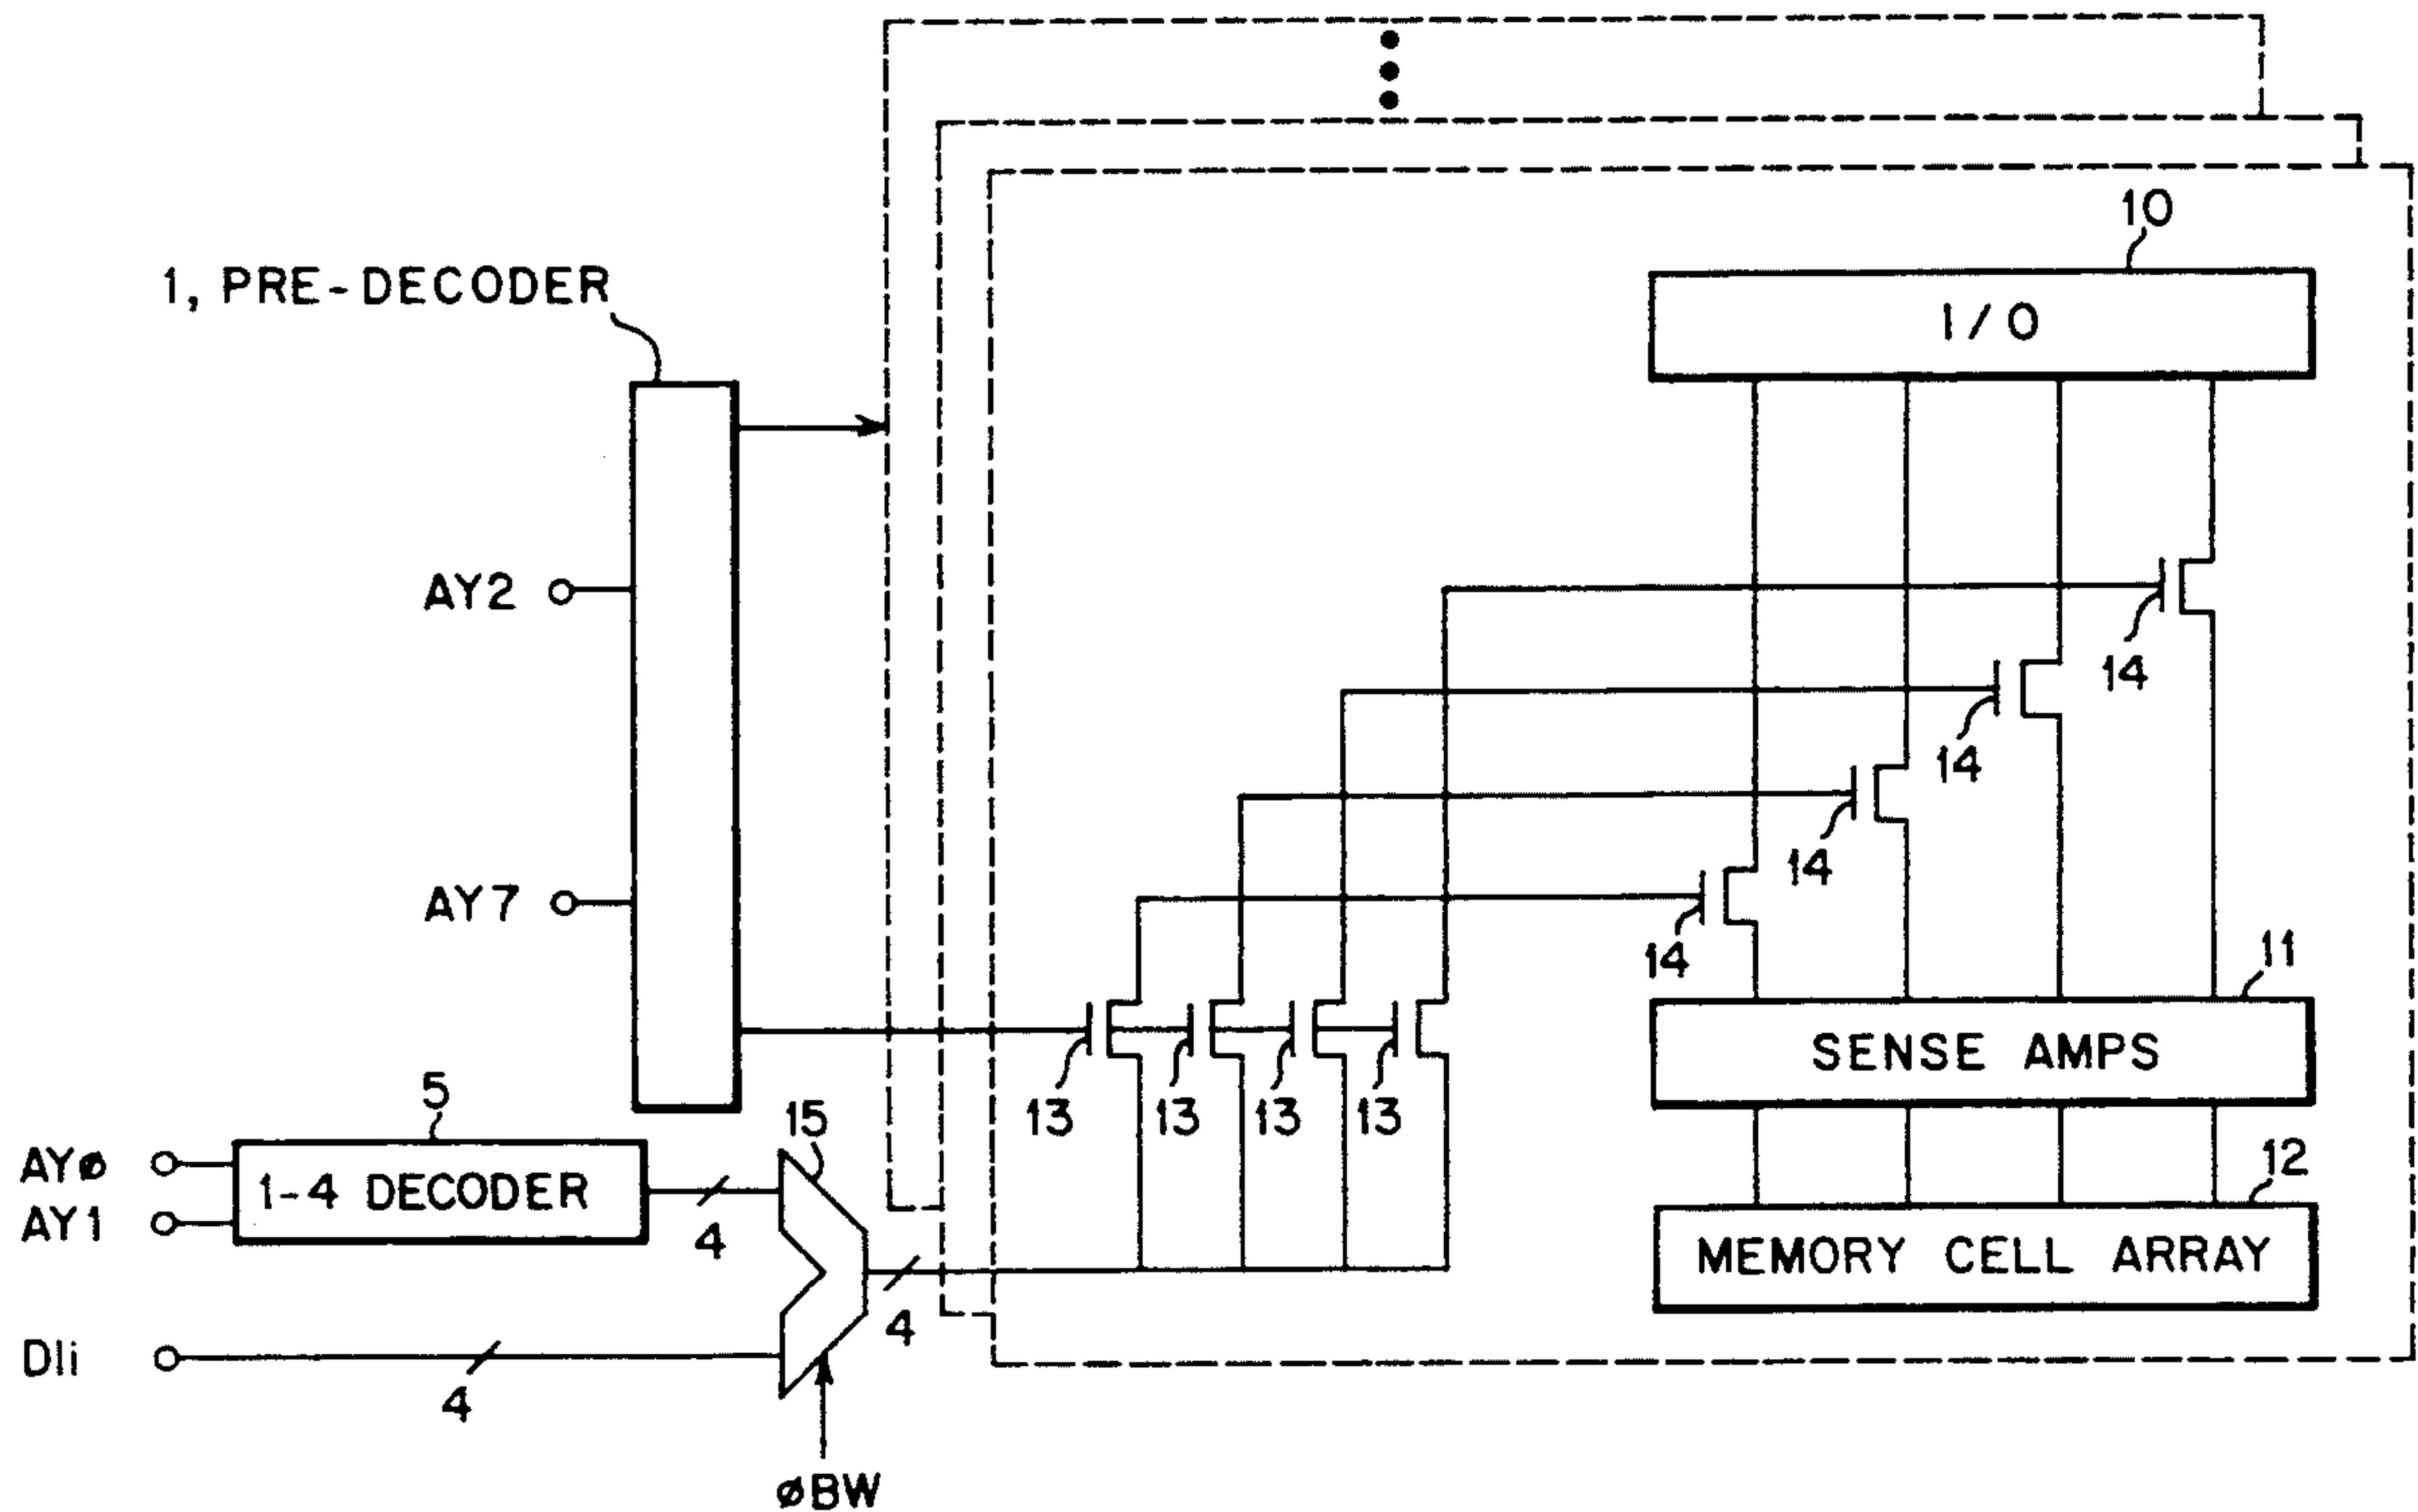 10
1, PRE-DECODER
I/O
AY2
14
14
AY7
14
14
11
SENSE AMPS
13 13 13 13
5
15
AYø
1-4 DECODER
AY1
4
12
MEMORY CELL ARRAY
4
DIi
4
øBW